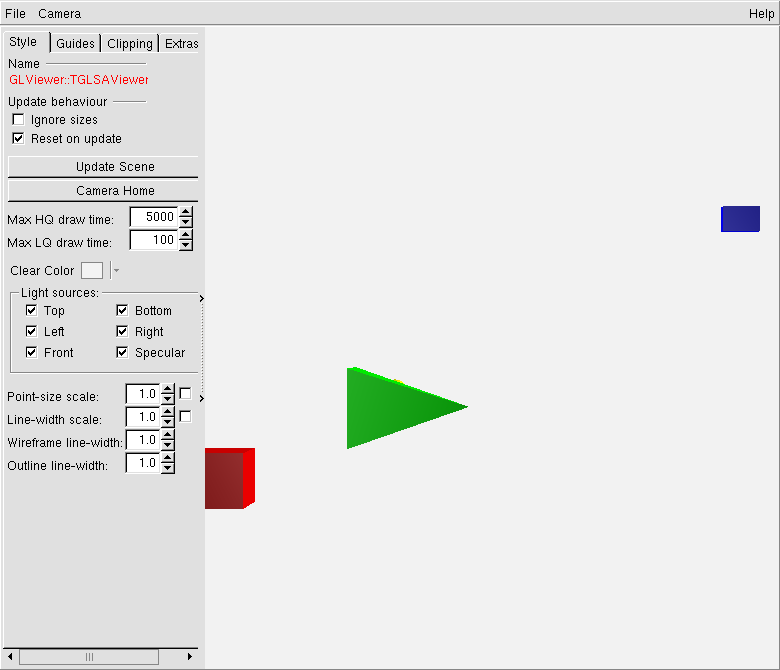 File Camera Help
Style Guides Clipping Extras
Name
GLViewer::TGLSAViewer
Update behaviour
Ignore sizes
Reset on update
Update Scene
Camera Home
Max HQ draw time: 5000
Max LQ draw time: 100
Clear Color
Light sources:
Top Bottom
Left Right
Front Specular
Point-size scale: 1.0
Line-width scale: 1.0
Wireframe line-width: 1.0
Outline line-width: 1.0